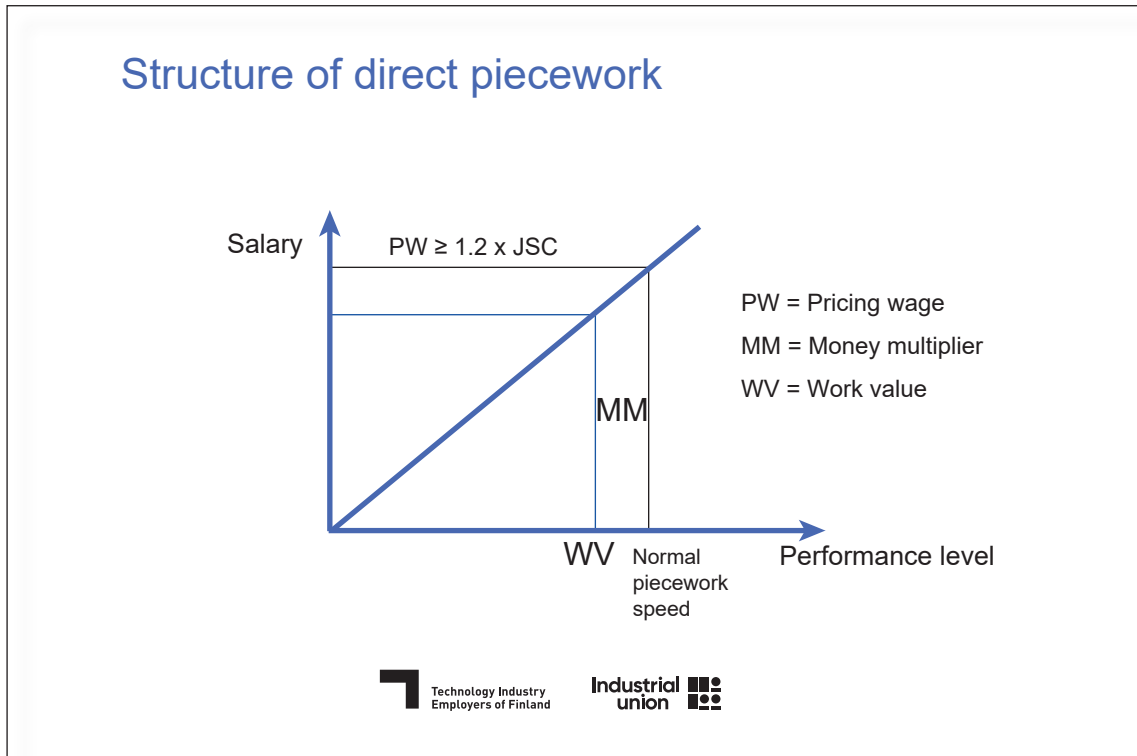 Structure of direct piecework
Salary
PW ≥ 1.2 x JSC
PW = Pricing wage
MM = Money multiplier
WV = Work value
MM
WV
Normal
piecework
speed
Performance level
Technology Industry
Employers of Finland
Industrial
union